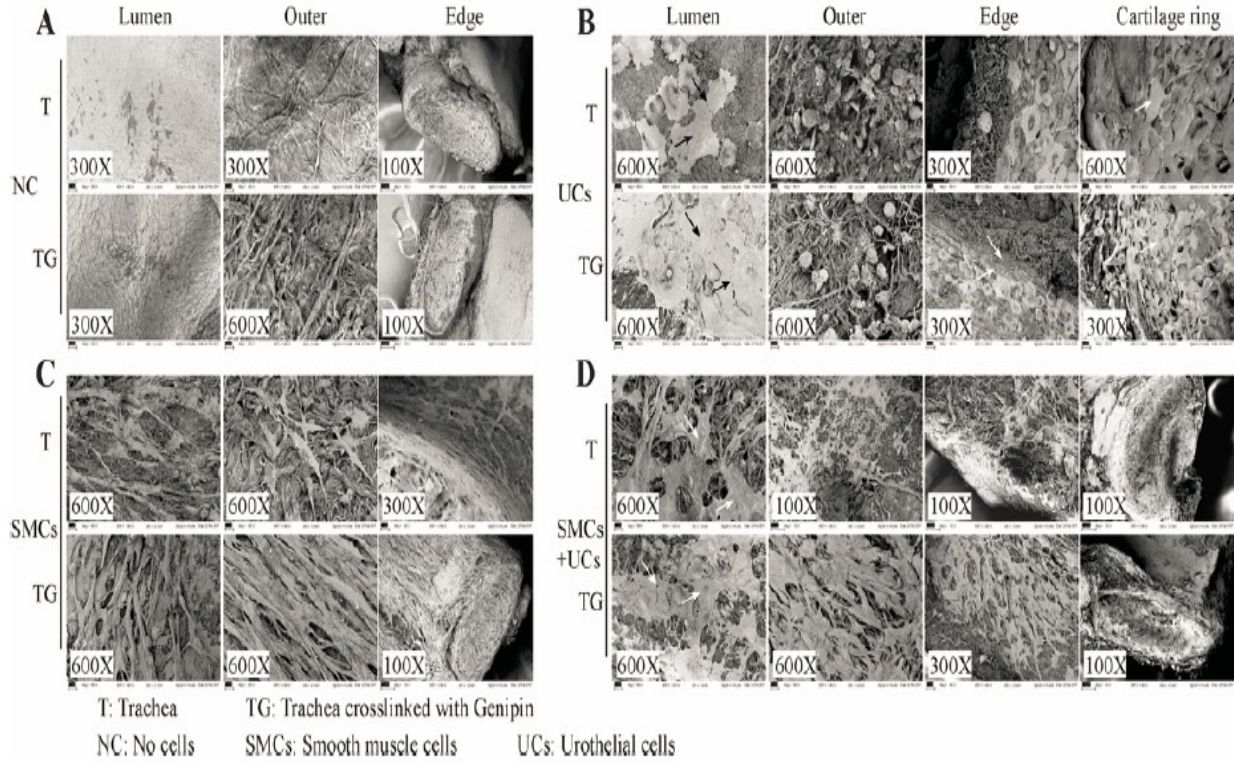 A Lumen Outer Edge
B Lumen Outer Edge Cartilage ring
T 300X 300X 100X
T 600X 600X 300X 600X
NC
UCs
TG 300X 600X 100X
TG 600X 600X 300X 300X
C
D
T 600X 600X 300X
T 600X 100X 100X 100X
SMCs
SMCs
+UCs
TG 600X 600X 100X
TG 600X 600X 300X 100X
T: Trachea TG: Trachea crosslinked with Genipin
NC: No cells SMCs: Smooth muscle cells UCs: Urothelial cells